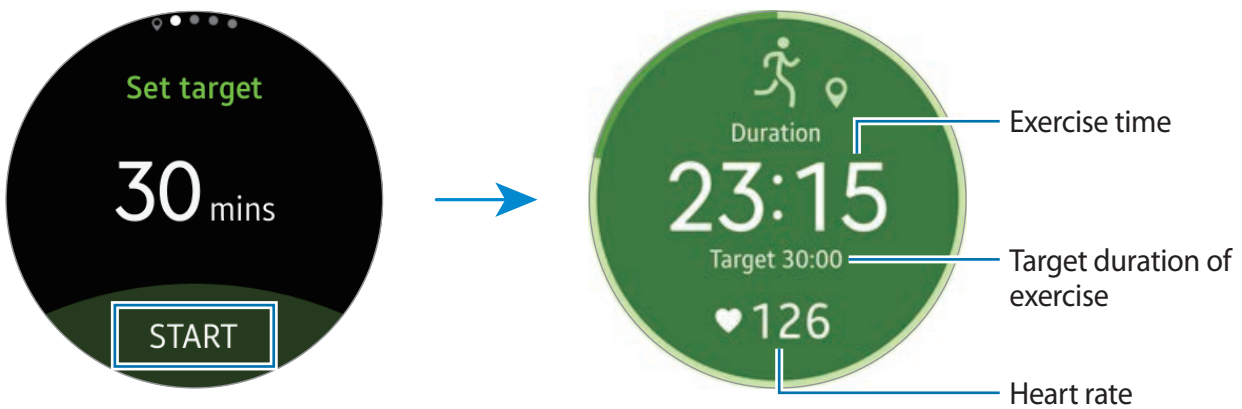 Set target
30 mins
START
Duration
23:15
Target 30:00
126
Exercise time
Target duration of
exercise
Heart rate